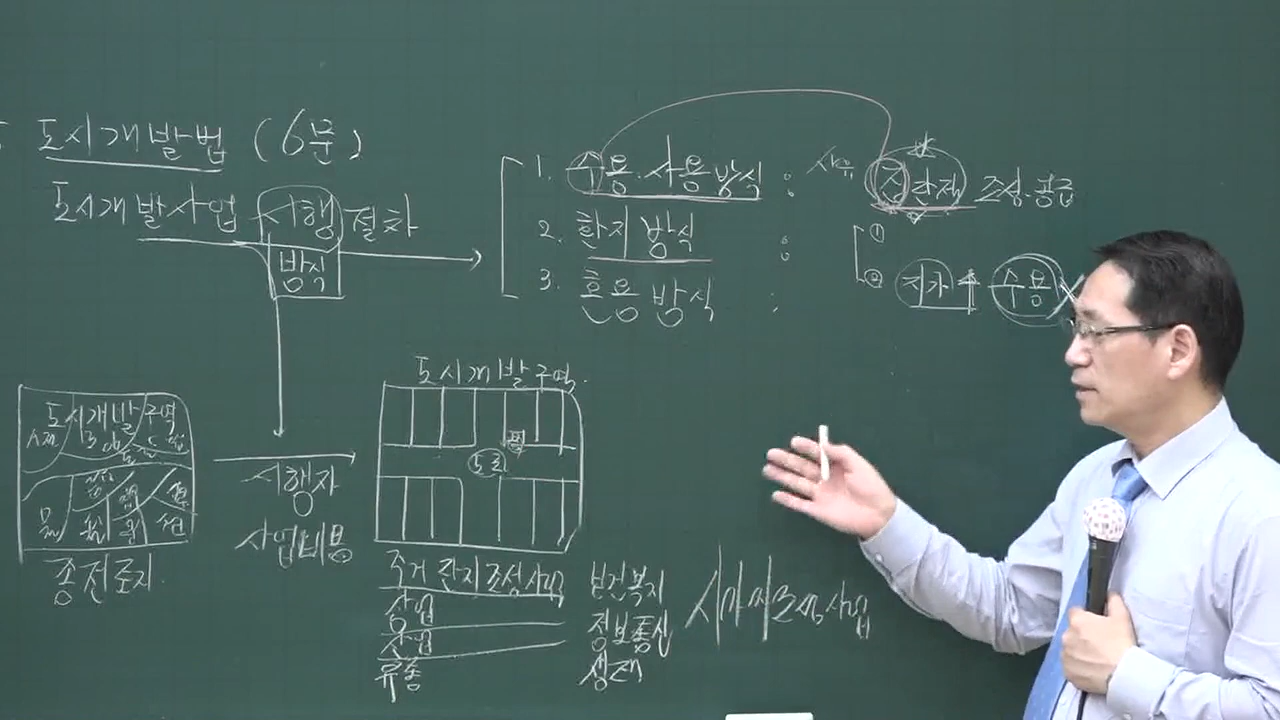 도시개발법 (6문)
도시개발사업 시행 절차
방식
1. 수용·사용방식 : 사유
집단적 조성·공급
①
② 지가↑ 수용
2. 환지 방식 :
3. 혼용 방식 :
도시개발구역
종전토지
시행자
사업비용
도시개발구역.
도로
주거 단지조성사업
상업
산업
유통
보건복지
정보통신
생태
시가지조성사업